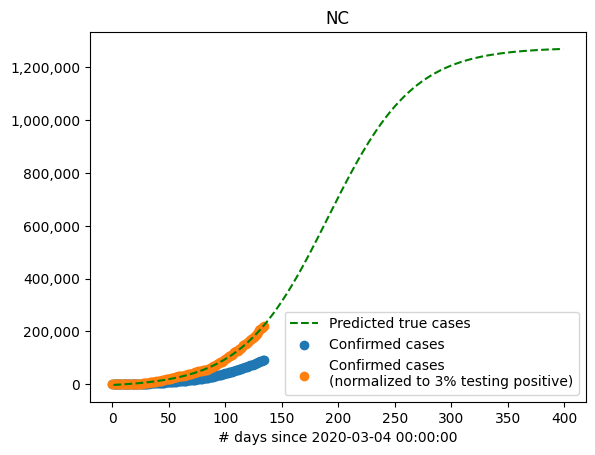 NC
1,200,000
1,000,000
800,000
600,000
400,000
200,000
0
Predicted true cases
Confirmed cases
Confirmed cases
(normalized to 3% testing positive)
0 50 100 150 200 250 300 350 400
# days since 2020-03-04 00:00:00